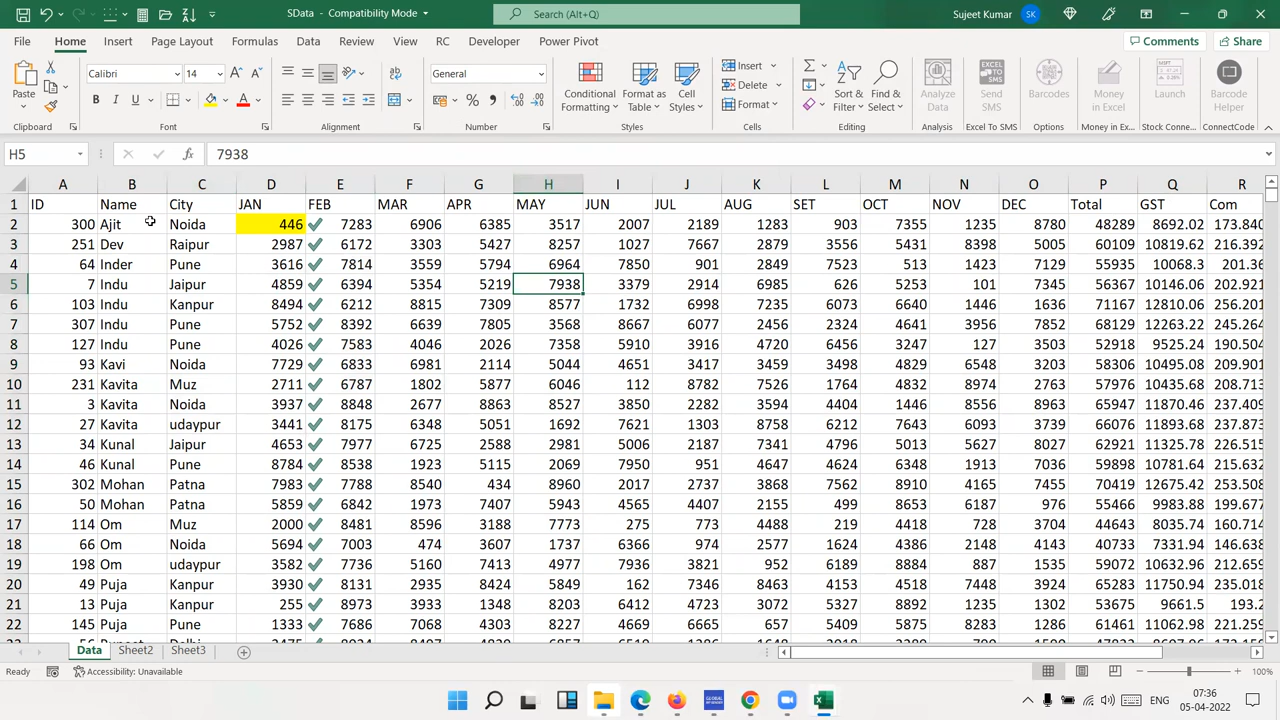 SData - Compatibility Mode
Search (Alt+Q)
Sujeet Kumar SK
File Home Insert Page Layout Formulas Data Review View RC Developer Power Pivot Comments Share
Paste
Calibri 14
General
Conditional Formatting
Format as Table
Cell Styles
Insert
Delete
Format
Sort & Filter
Find & Select
Analyze Data
Send SMS
Barcodes
Money in Excel
Launch
Barcode Helper
Clipboard Font Alignment Number Styles Cells Editing Analysis Excel To SMS Options Money in Ex... Stock Connec... ConnectCode
H5 fx 7938
A B C D E F G H I J K L M N O P Q R
1 ID Name City JAN FEB MAR APR MAY JUN JUL AUG SET OCT NOV DEC Total GST Com
2 300 Ajit Noida 446 7283 6906 6385 3517 2007 2189 1283 903 7355 1235 8780 48289 8692.02 173.840
3 251 Dev Raipur 2987 6172 3303 5427 8257 1027 7667 2879 3556 5431 8398 5005 60109 10819.62 216.392
4 64 Inder Pune 3616 7814 3559 5794 6964 7850 901 2849 7523 513 1423 7129 55935 10068.3 201.36
5 7 Indu Jaipur 4859 6394 5354 5219 7938 3379 2914 6985 626 5253 101 7345 56367 10146.06 202.921
6 103 Indu Kanpur 8494 6212 8815 7309 8577 1732 6998 7235 6073 6640 1446 1636 71167 12810.06 256.201
7 307 Indu Pune 5752 8392 6639 7805 3568 8667 6077 2456 2324 4641 3956 7852 68129 12263.22 245.264
8 127 Indu Pune 4026 7583 4046 2026 7358 5910 3916 4720 6456 3247 127 3503 52918 9525.24 190.504
9 93 Kavi Noida 7729 6833 6981 2114 5044 4651 3417 3459 3498 4829 6548 3203 58306 10495.08 209.901
10 231 Kavita Muz 2711 6787 1802 5877 6046 112 8782 7526 1764 4832 8974 2763 57976 10435.68 208.713
11 3 Kavita Noida 3937 8848 2677 8863 8527 3850 2282 3594 4404 1446 8556 8963 65947 11870.46 237.409
12 27 Kavita udaypur 3441 8175 6348 5051 1692 7621 1303 8758 2644 7263 6093 3739 66076 11893.68 237.873
13 34 Kunal Jaipur 4653 7977 6725 2588 2981 5006 2187 7341 4796 5013 5627 8027 62921 11325.78 226.515
14 46 Kunal Pune 8784 8538 1923 5115 2069 7950 951 4647 4624 6348 1913 7036 59898 10781.64 215.632
15 302 Mohan Patna 7983 7788 8540 434 8960 2017 2737 3868 7562 8910 4165 7455 70419 12675.42 253.508
16 50 Mohan Patna 5859 6842 1973 7407 5943 4565 4407 2155 499 8653 2187 976 55466 9983.88 199.677
17 114 Om Muz 2000 8481 8596 3188 7773 275 773 4488 219 4418 728 3704 44643 8035.74 160.714
18 66 Om Noida 5694 7003 474 3607 1737 6366 974 2577 1624 4386 2148 4143 40733 7331.94 146.638
19 198 Om udaypur 3582 7736 5160 7413 4977 7936 3821 952 6189 8884 887 1535 59072 10632.96 212.659
20 49 Puja Kanpur 3930 8131 2935 8424 5849 162 7346 8463 4153 4518 7448 3924 65283 11750.94 235.018
21 13 Puja Kanpur 255 8973 3933 1348 8203 6412 4723 3072 5327 8892 1235 1302 53675 9661.5 193.2
22 145 Puja Pune 1333 7686 7068 4303 8227 4669 6665 657 5409 5875 8283 1286 61461 11062.98 221.259
Data Sheet2 Sheet3
Ready Accessibility: Unavailable 100%
ENG 07:36
05-04-2022